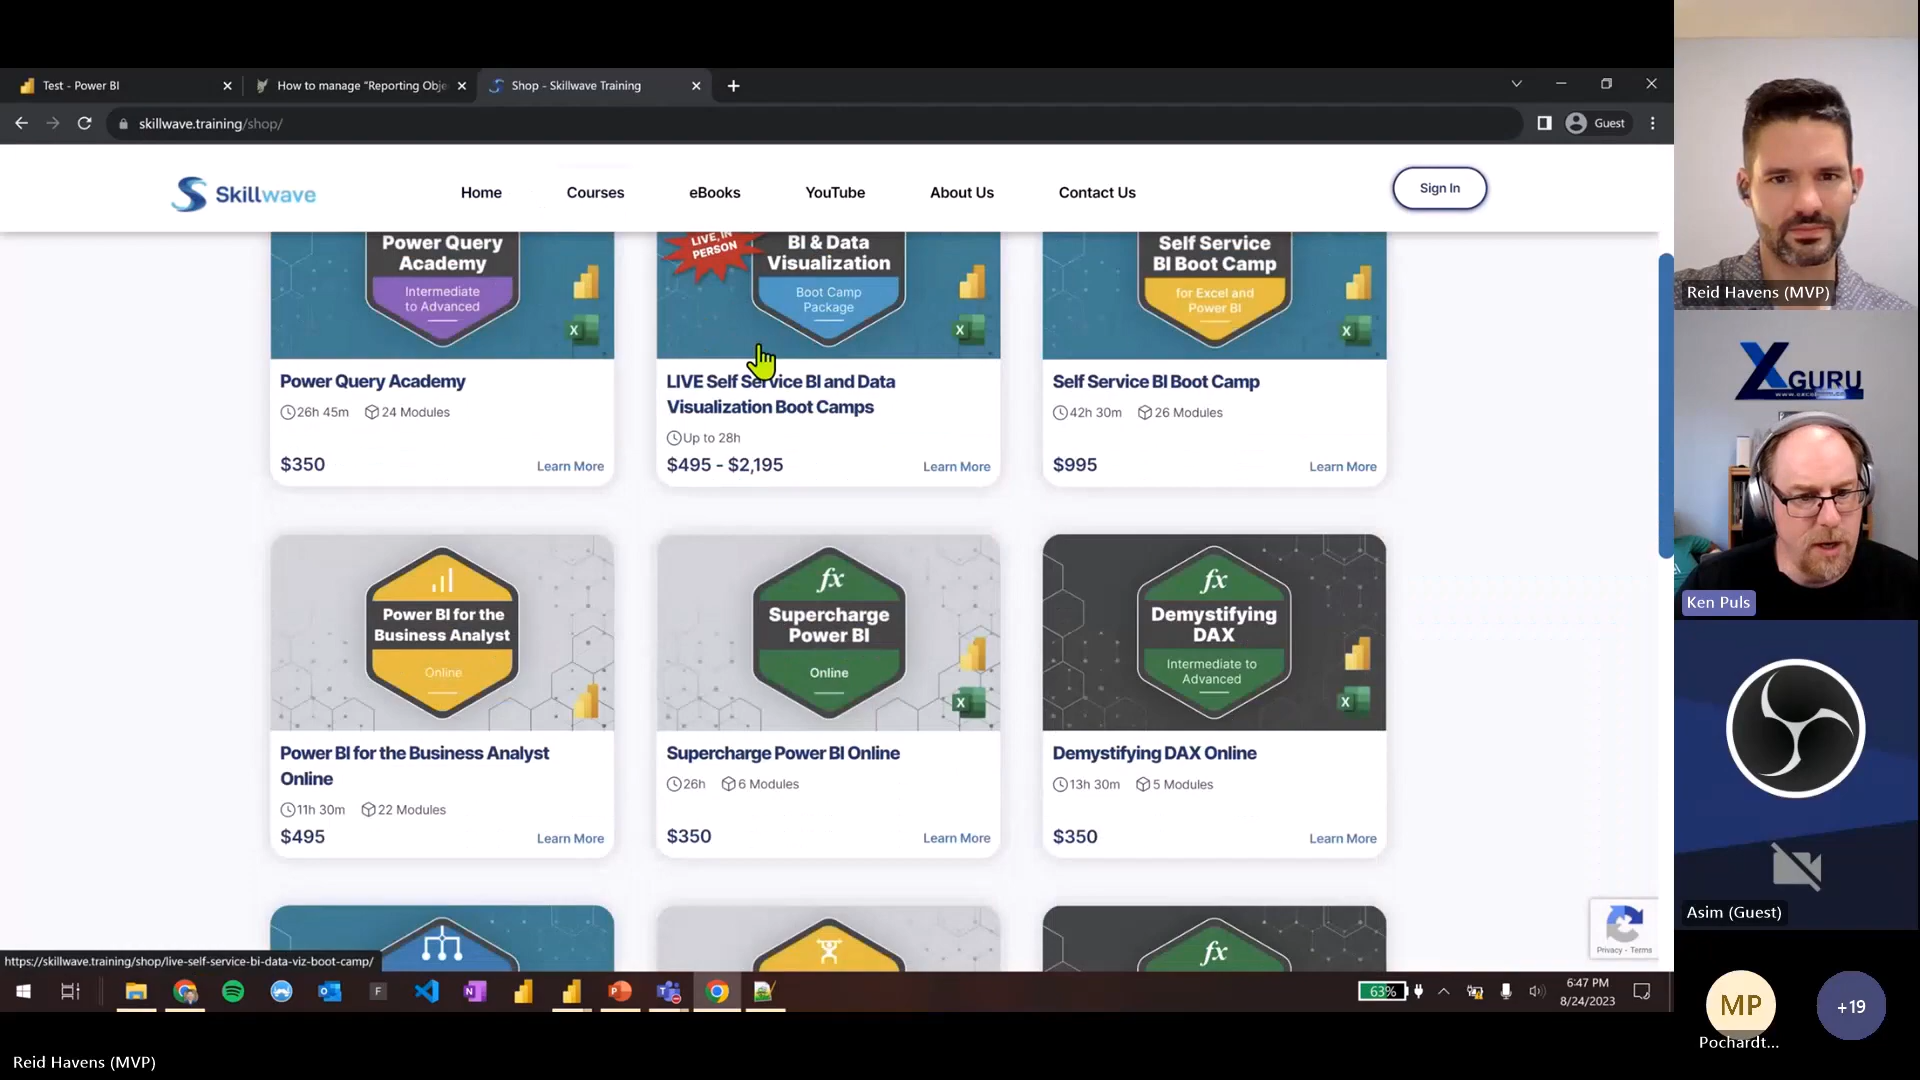 Test - Power BI
How to manage "Reporting Obje
Shop - Skillwave Training
skillwave.training/shop/
Guest
Skillwave
Home
Courses
eBooks
YouTube
About Us
Contact Us
Sign In
Power Query
Academy
Intermediate
to Advanced
LIVE, IN
PERSON
BI & Data
Visualization
Boot Camp
Package
Self Service
BI Boot Camp
for Excel and
Power BI
Power Query Academy
26h 45m
24 Modules
$350
Learn More
LIVE Self Service BI and Data
Visualization Boot Camps
Up to 28h
$495 - $2,195
Learn More
Self Service BI Boot Camp
42h 30m
26 Modules
$995
Learn More
Power BI for the
Business Analyst
Online
fx
Supercharge
Power BI
Online
fx
Demystifying
DAX
Intermediate to
Advanced
Power BI for the Business Analyst
Online
11h 30m
22 Modules
$495
Learn More
Supercharge Power BI Online
26h
6 Modules
$350
Learn More
Demystifying DAX Online
13h 30m
5 Modules
$350
Learn More
fx
Privacy - Terms
https://skillwave.training/shop/live-self-service-bi-data-viz-boot-camp/
63%
6:47 PM
8/24/2023
Reid Havens (MVP)
XGURU
Ken Puls
Asim (Guest)
MP
Pochardt...
+19
Reid Havens (MVP)